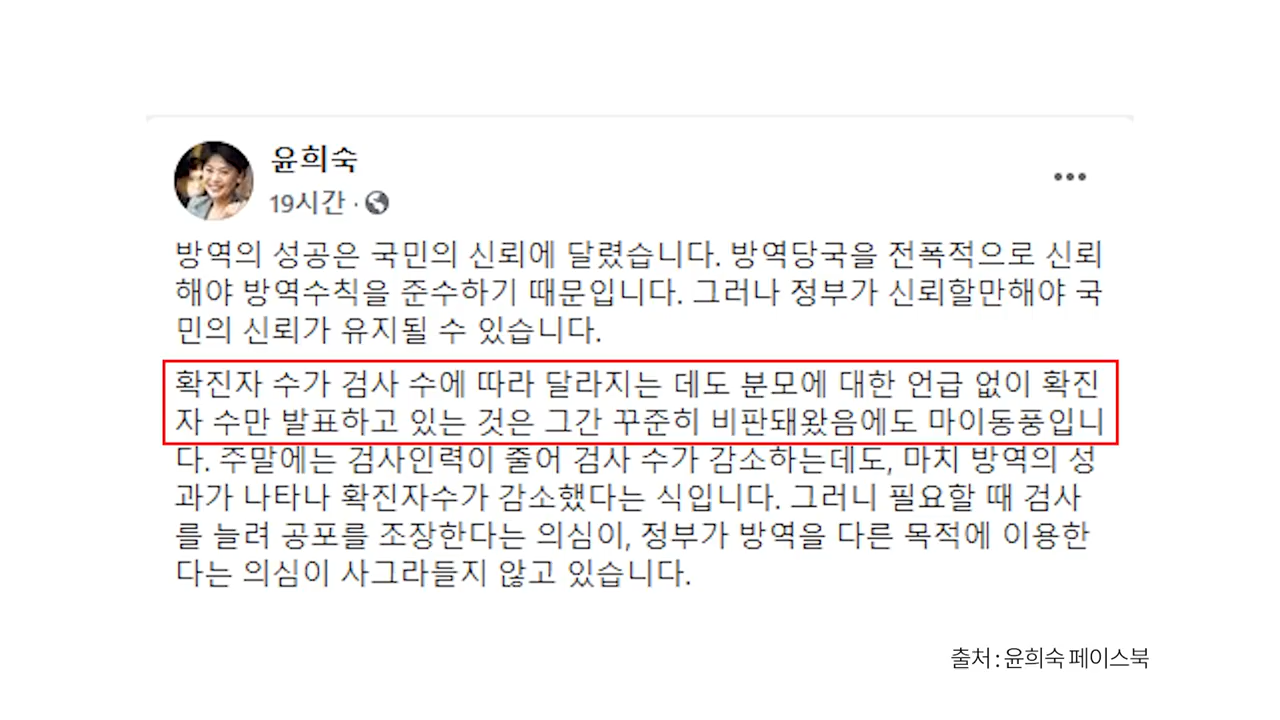 윤희숙
19시간 ·
방역의 성공은 국민의 신뢰에 달렸습니다. 방역당국을 전폭적으로 신뢰
해야 방역수칙을 준수하기 때문입니다. 그러나 정부가 신뢰할만해야 국
민의 신뢰가 유지될 수 있습니다.
확진자 수가 검사 수에 따라 달라지는 데도 분모에 대한 언급 없이 확진
자 수만 발표하고 있는 것은 그간 꾸준히 비판돼왔음에도 마이동풍입니
다. 주말에는 검사인력이 줄어 검사 수가 감소하는데도, 마치 방역의 성
과가 나타나 확진자수가 감소했다는 식입니다. 그러니 필요할 때 검사
를 늘려 공포를 조장한다는 의심이, 정부가 방역을 다른 목적에 이용한
다는 의심이 사그라들지 않고 있습니다.
출처 : 윤희숙 페이스북